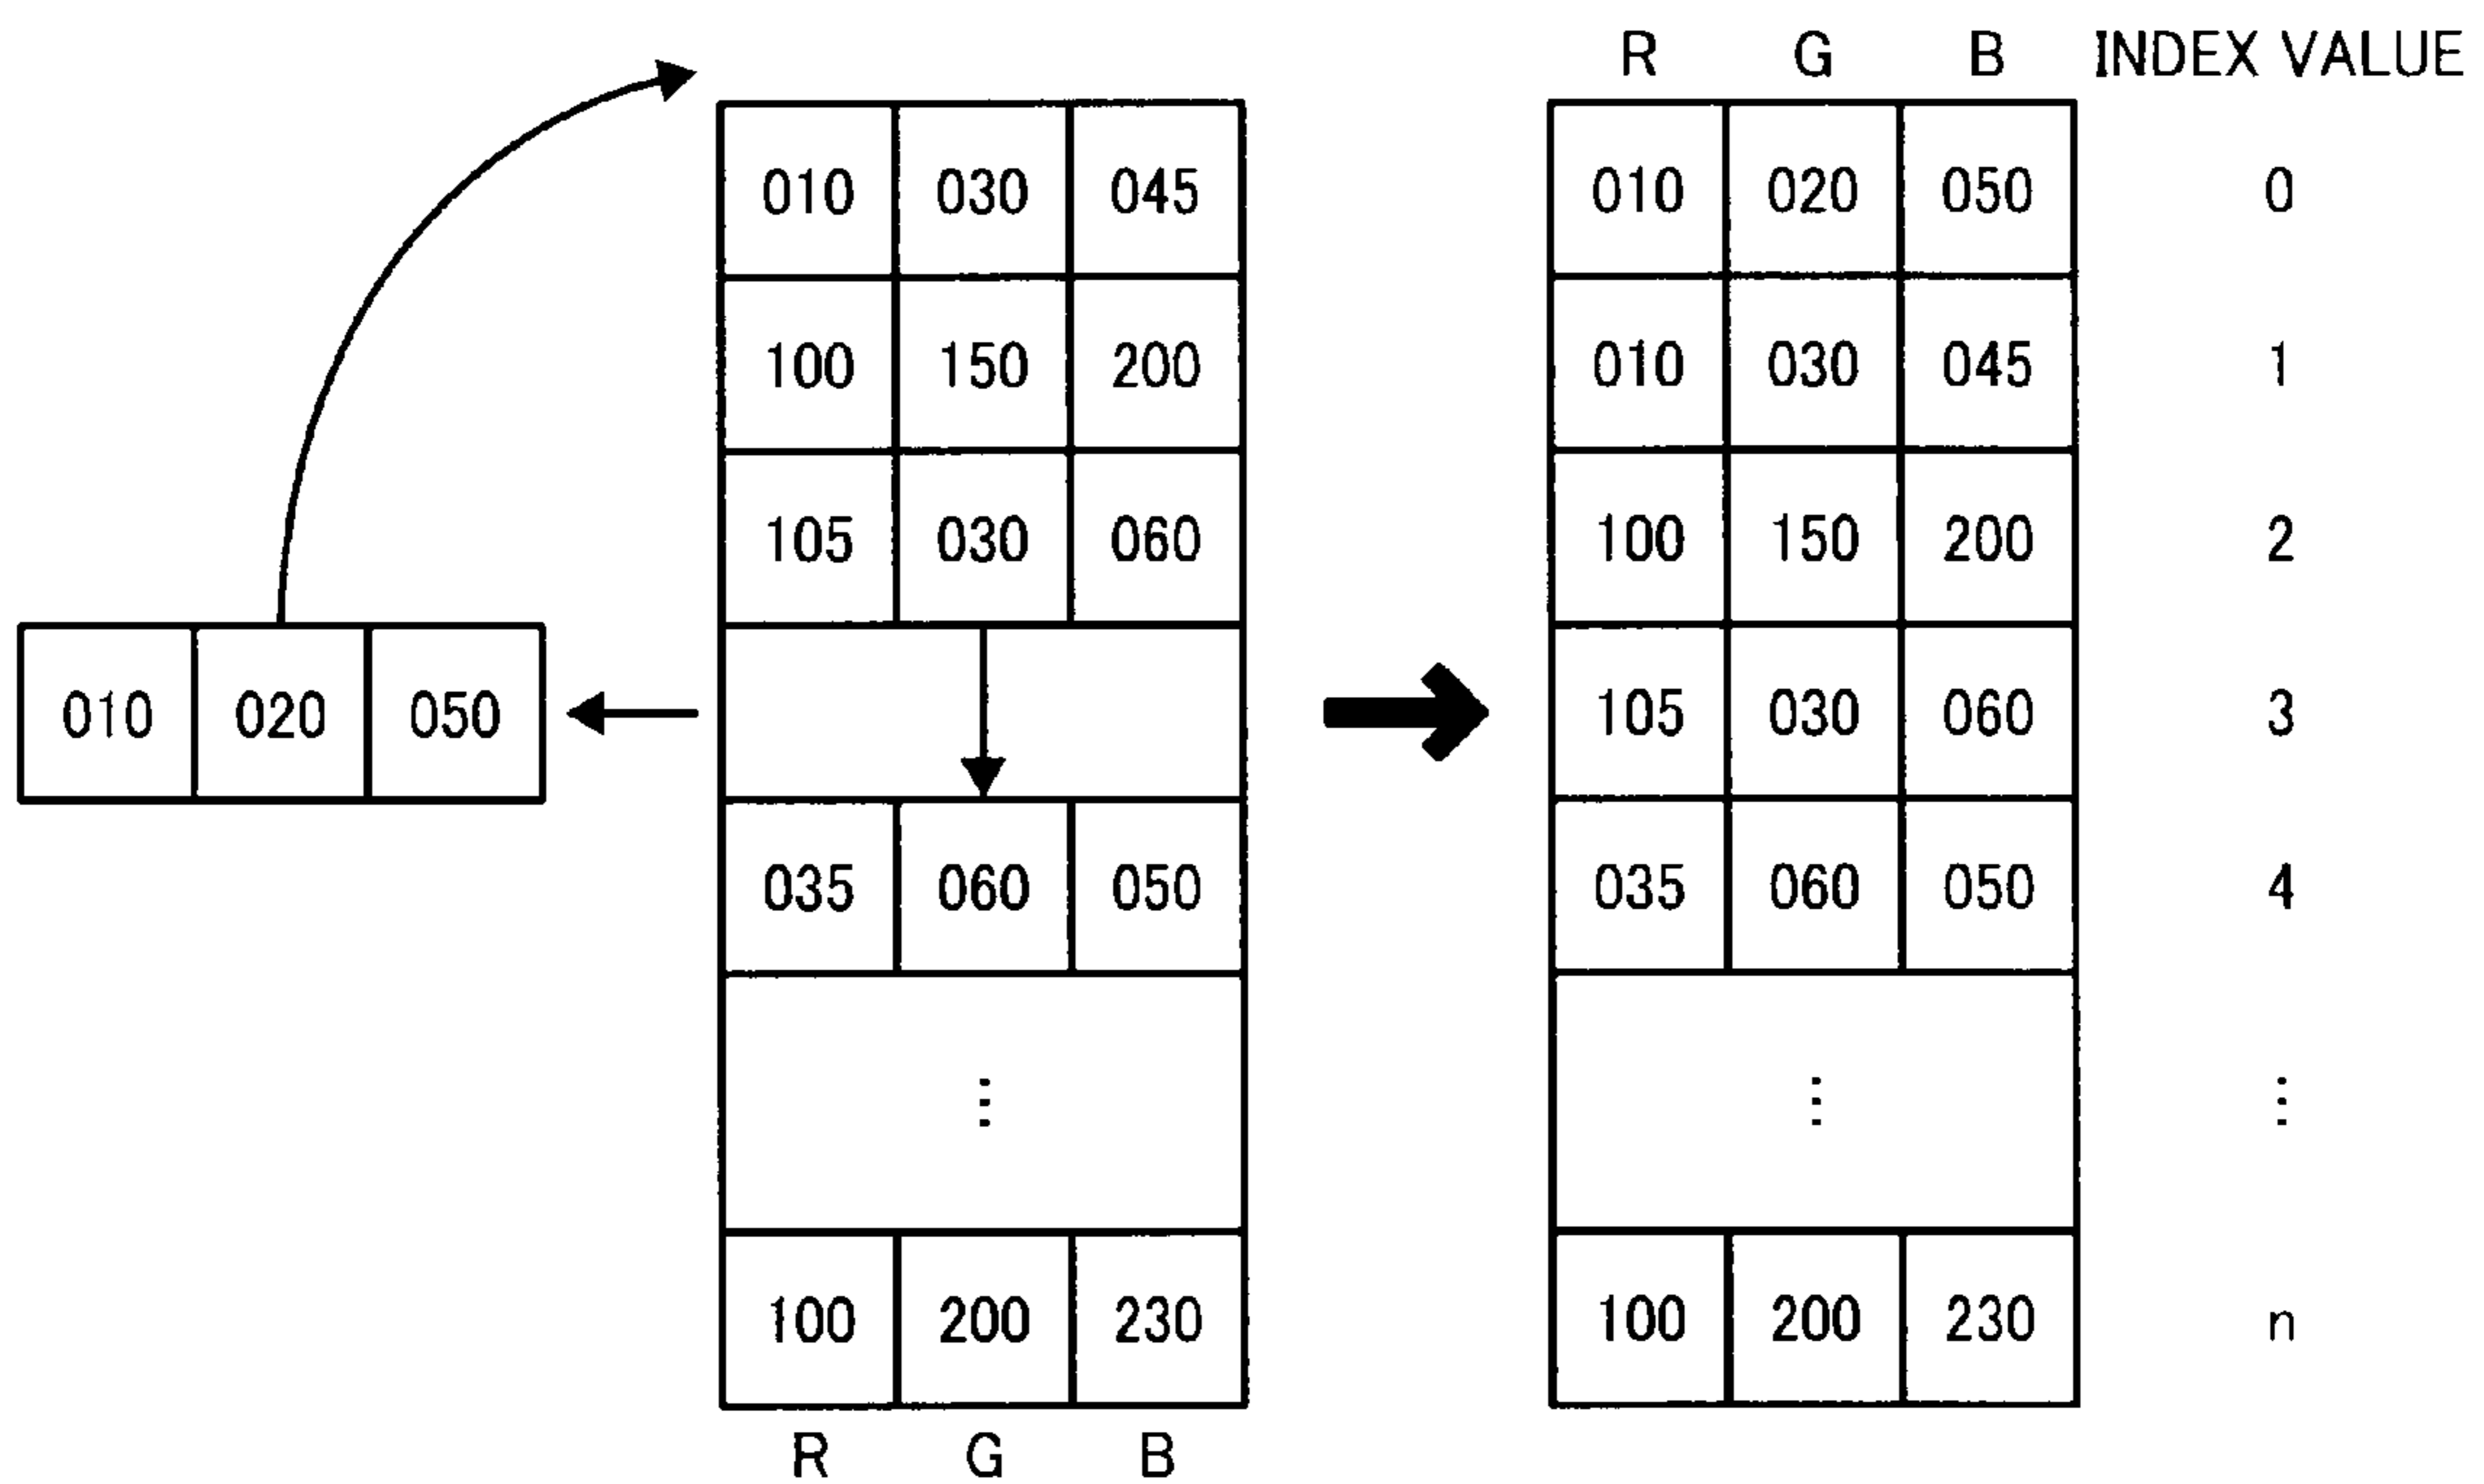 R G B INDEX VALUE
010 030 045 010 020 050 0
100 150 200 010 030 045 1
105 030 060 100 150 200 2
010 020 050 105 030 060 3
035 060 050 035 060 050 4
⋮ ⋮ ⋮
100 200 230 100 200 230 n
R G B